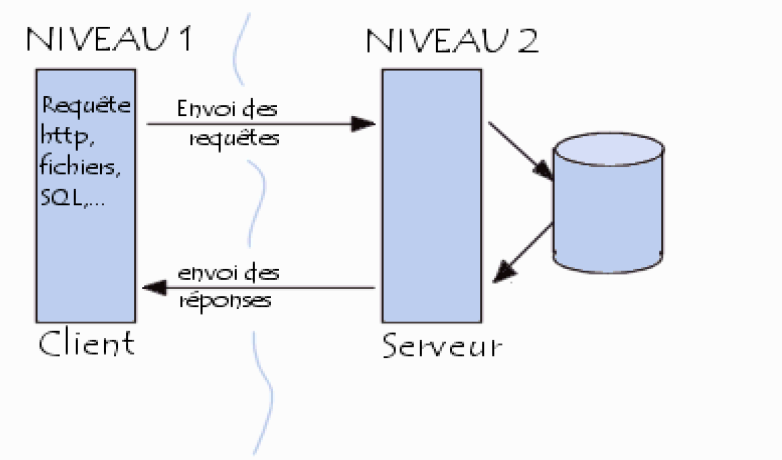 NIVEAU 1
NIVEAU 2
Requête
http,
fichiers,
SQL,...
Envoi des
requêtes
envoi des
réponses
Client
Serveur